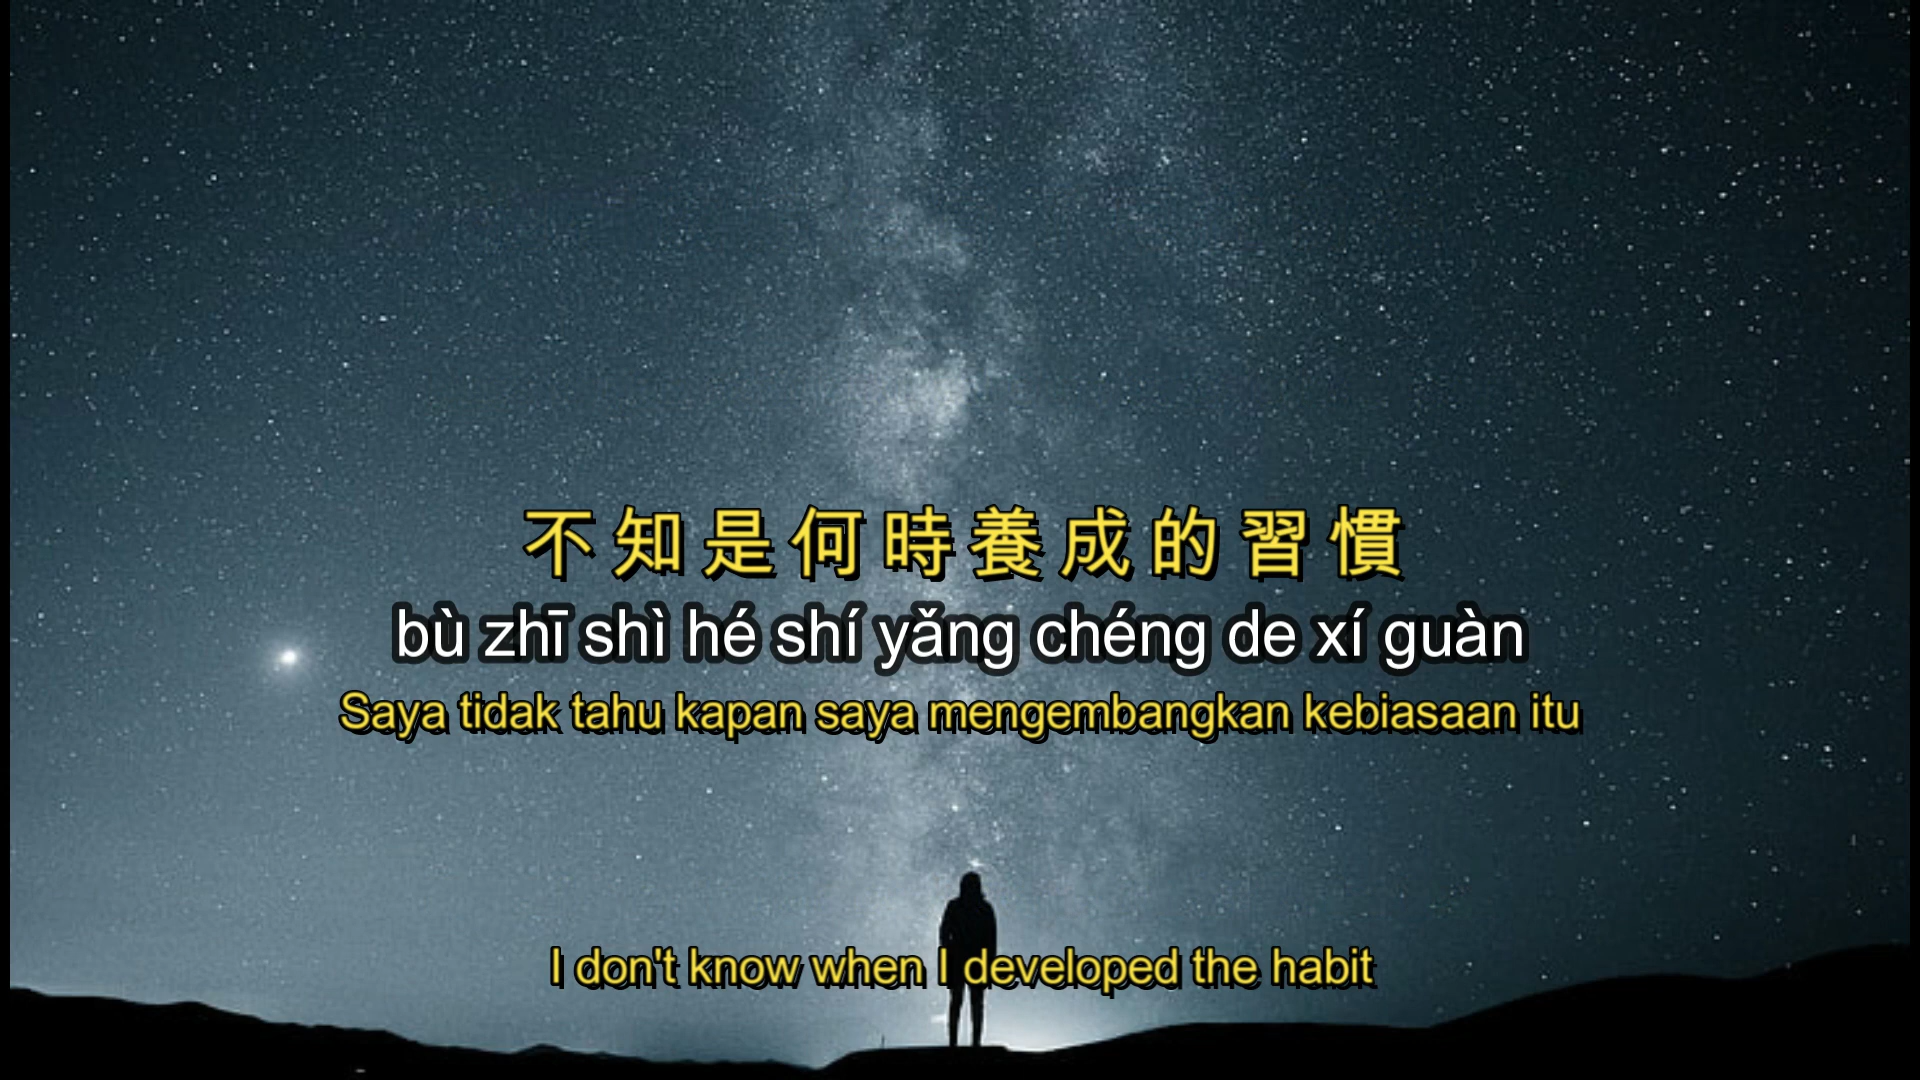 不知是何時養成的習慣
bù zhī shì hé shí yǎng chéng de xí guàn
Saya tidak tahu kapan saya mengembangkan kebiasaan itu
I don't know when I developed the habit